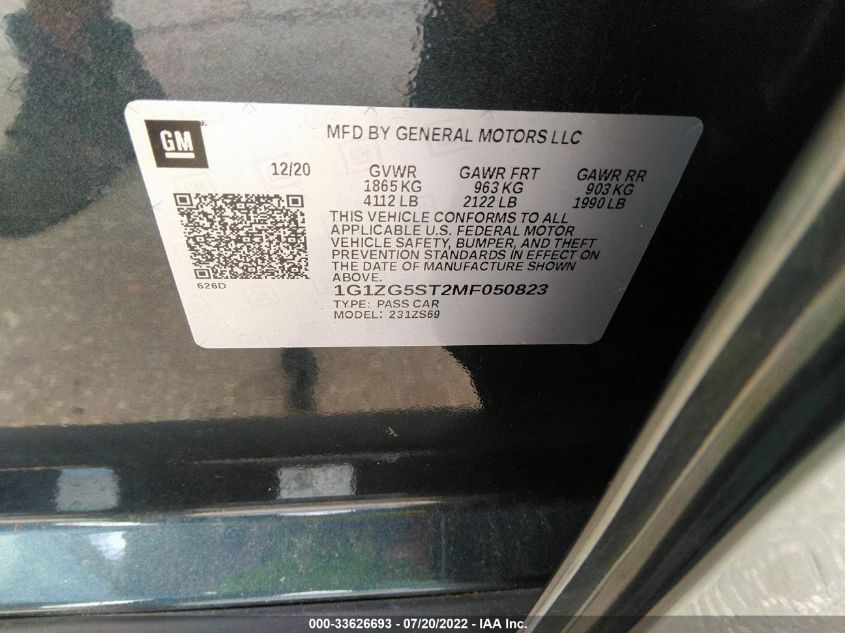 GM
MFD BY GENERAL MOTORS LLC
12/20 GVWR GAWR FRT GAWR RR
1865 KG 963 KG 903 KG
4112 LB 2122 LB 1990 LB
THIS VEHICLE CONFORMS TO ALL
APPLICABLE U.S. FEDERAL MOTOR
VEHICLE SAFETY, BUMPER, AND THEFT
PREVENTION STANDARDS IN EFFECT ON
THE DATE OF MANUFACTURE SHOWN
ABOVE.
626D
1G1ZG5ST2MF050823
TYPE: PASS CAR
MODEL: 231ZS69
000-33626693 - 07/20/2022 - IAA Inc.